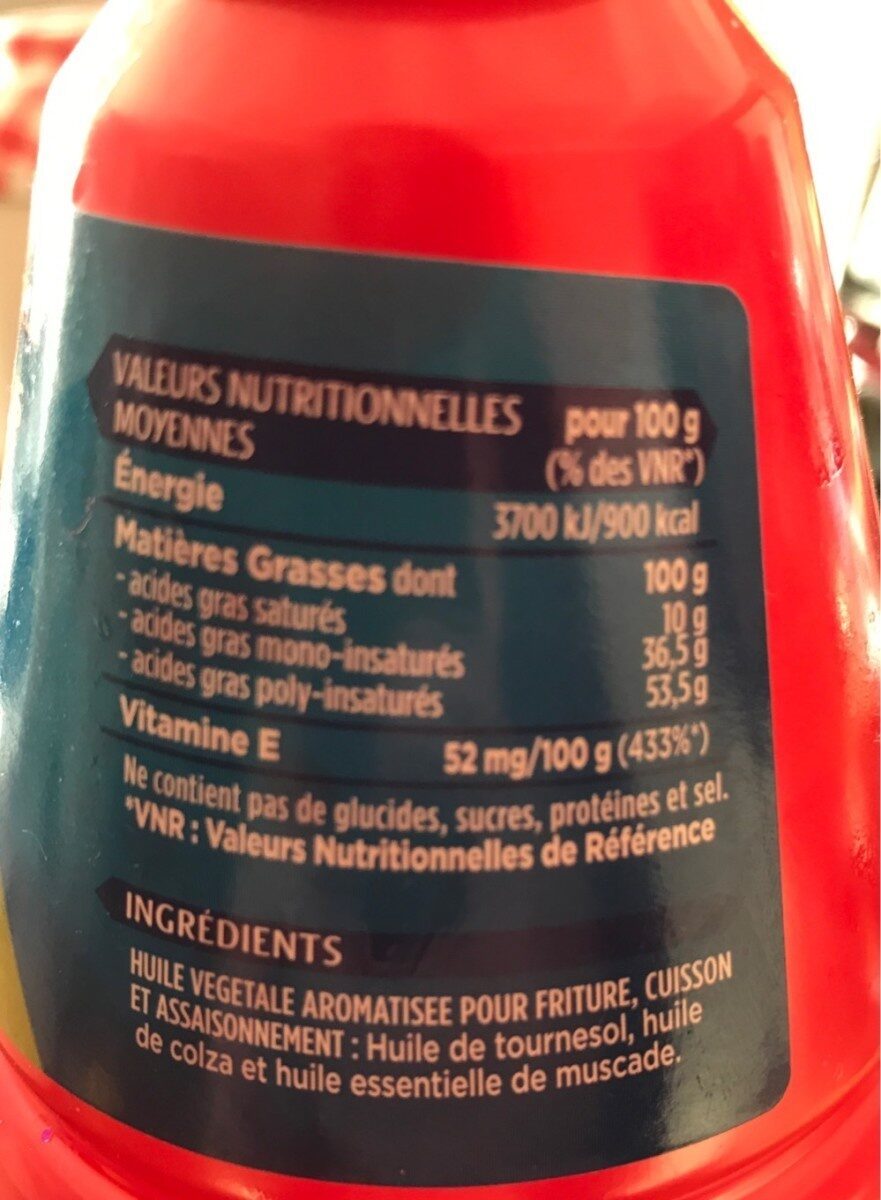 VALEURS NUTRITIONNELLES MOYENNES pour 100 g (% des VNR*)
Énergie 3700 kJ/900 kcal
Matières Grasses dont 100 g
- acides gras saturés 10 g
- acides gras mono-insaturés 36,5 g
- acides gras poly-insaturés 53,5 g
Vitamine E 52 mg/100 g (433%*)
Ne contient pas de glucides, sucres, protéines et sel.
*VNR : Valeurs Nutritionnelles de Référence
INGRÉDIENTS
HUILE VEGETALE AROMATISEE POUR FRITURE, CUISSON
ET ASSAISONNEMENT : Huile de tournesol, huile
de colza et huile essentielle de muscade.